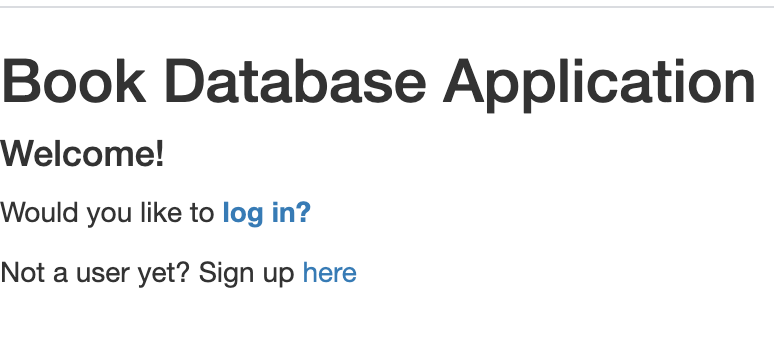 Book Database Application
Welcome!
Would you like to log in?
Not a user yet? Sign up here